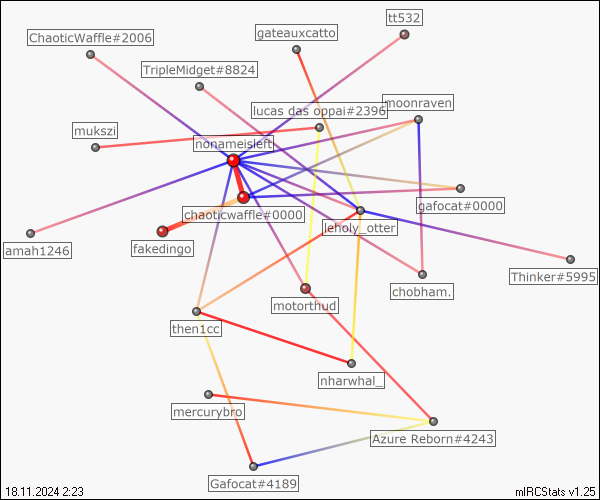 tt532
ChaoticWaffle#2006
gateauxcatto
TripleMidget#8824
moonraven
lucas das oppai#2396
mukszi
nonameisleft
gafocat#0000
chaoticwaffle#0000
leholy_otter
fakedingo
amah1246
Thinker#5995
chobham.
motorthud
then1cc
nharwhal_
mercurybro
Azure Reborn#4243
Gafocat#4189
18.11.2024 2:23
mIRCStats v1.25